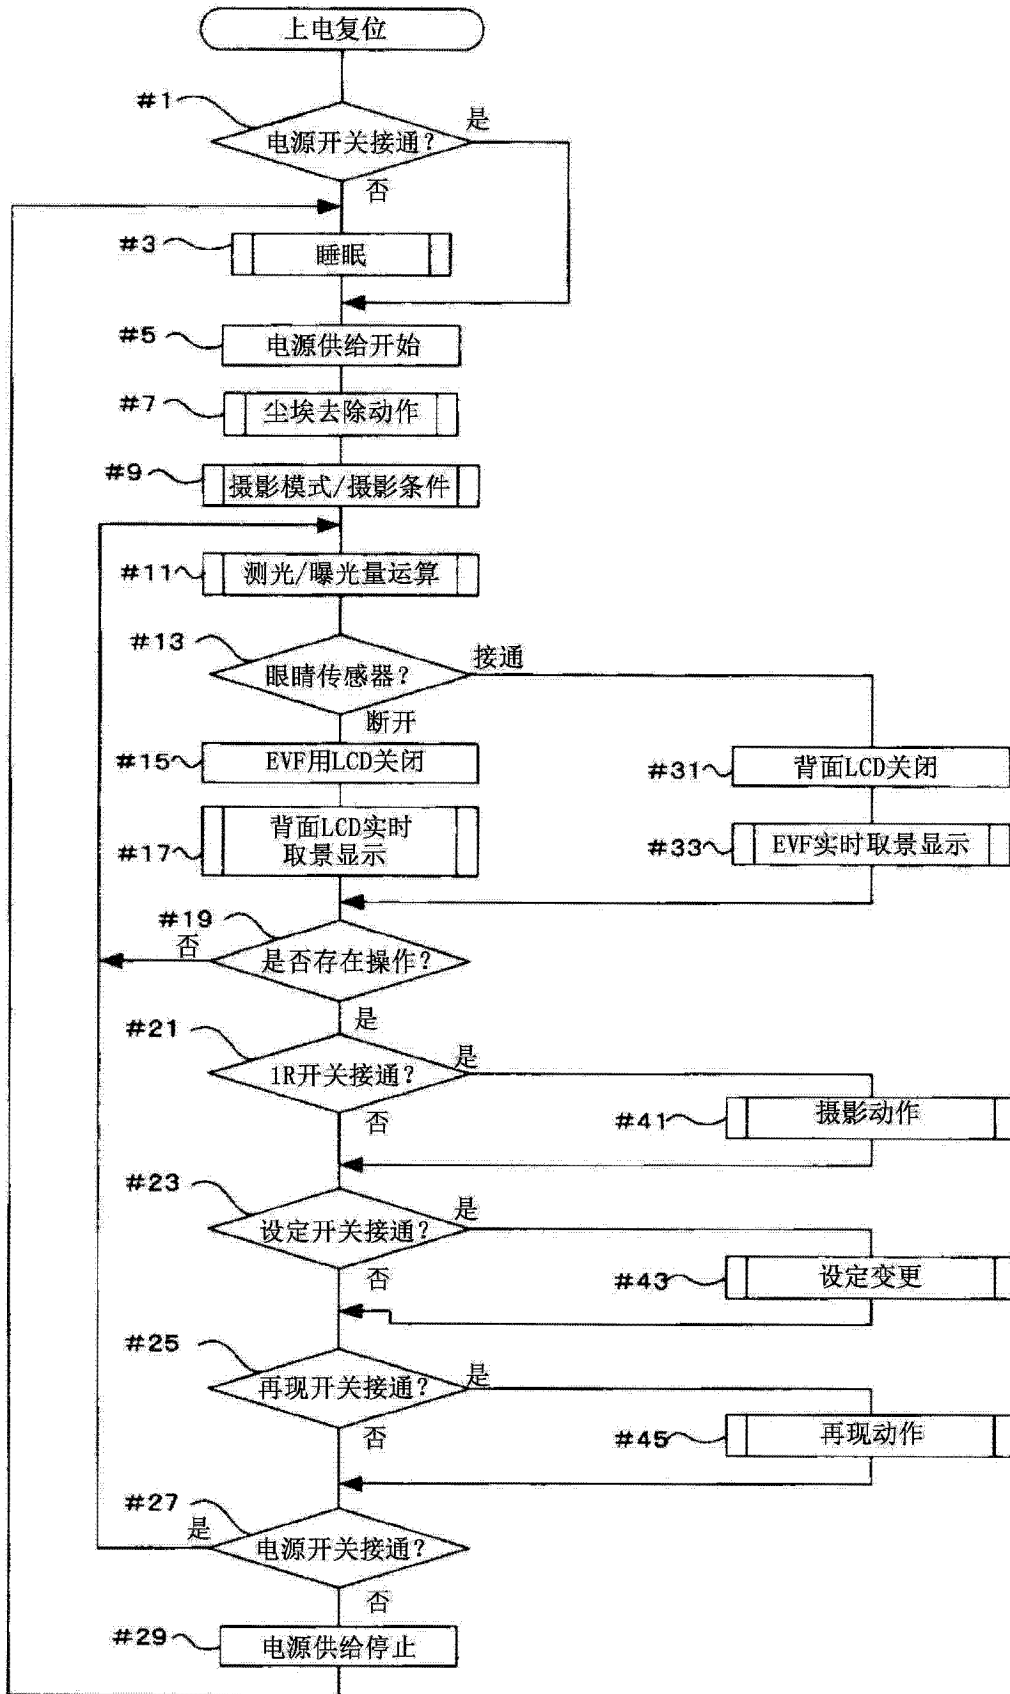 上电复位
#1
电源开关接通?
是
否
#3
睡眠
#5
电源供给开始
#7
尘埃去除动作
#9
摄影模式/摄影条件
#11
测光/曝光量运算
#13
眼睛传感器?
接通
断开
#15
EVF用LCD关闭
#31
背面LCD关闭
#17
背面LCD实时
取景显示
#33
EVF实时取景显示
#19
否
是否存在操作?
是
#21
1R开关接通?
是
否
#41
摄影动作
#23
设定开关接通?
是
否
#43
设定变更
#25
再现开关接通?
是
否
#45
再现动作
#27
是
电源开关接通?
否
#29
电源供给停止